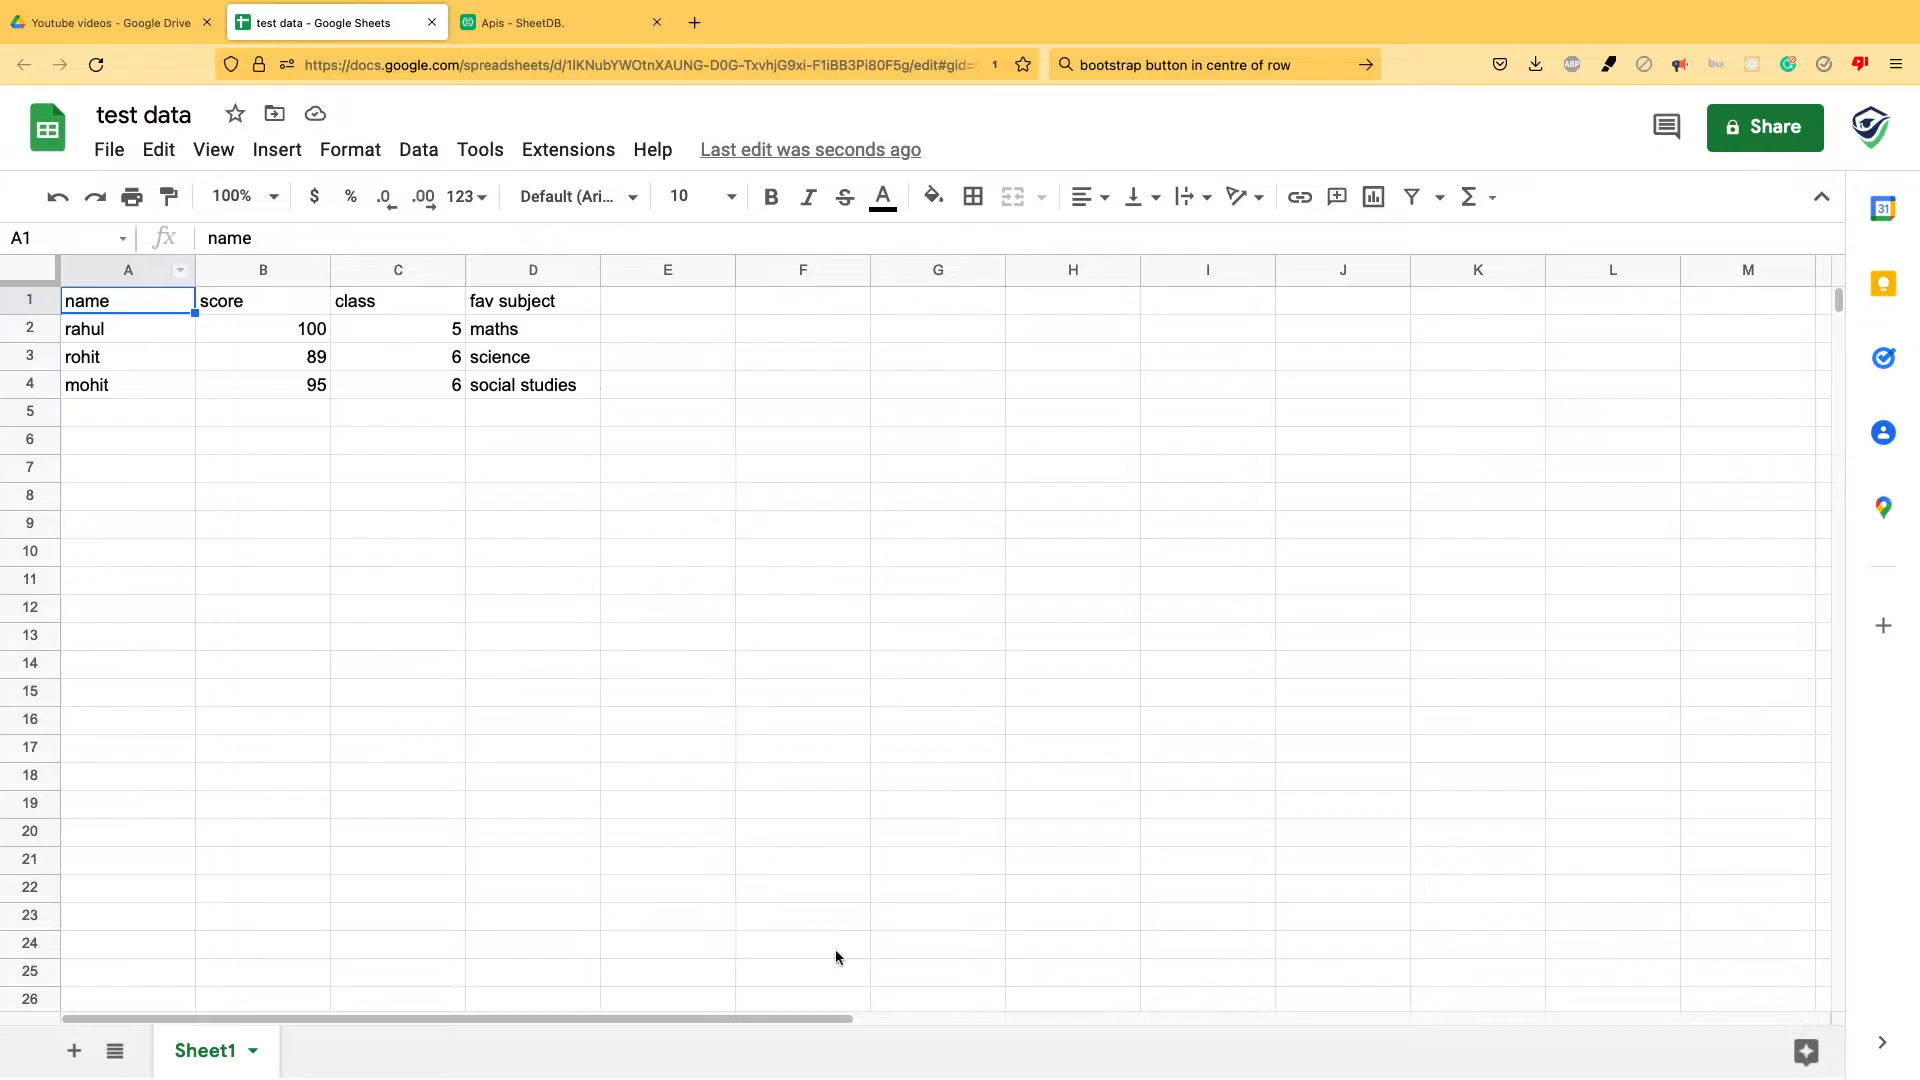 Youtube videos - Google Drive
test data - Google Sheets
Apis - SheetDB.
https://docs.google.com/spreadsheets/d/1IKNubYWOtnXAUNG-D0G-TxvhjG9xi-F1iBB3Pi80F5g/edit#gid=
1
bootstrap button in centre of row
ABP
test data
File Edit View Insert Format Data Tools Extensions Help Last edit was seconds ago
Share
100% $ % .0 .00 123 Default (Ari... 10 B I S A Σ
31
A1 fx name
A B C D E F G H I J K L M
1 name score class fav subject
2 rahul 100 5 maths
3 rohit 89 6 science
4 mohit 95 6 social studies
5
6
7
8
9
10
11
12
13
14
15
16
17
18
19
20
21
22
23
24
25
26
Sheet1